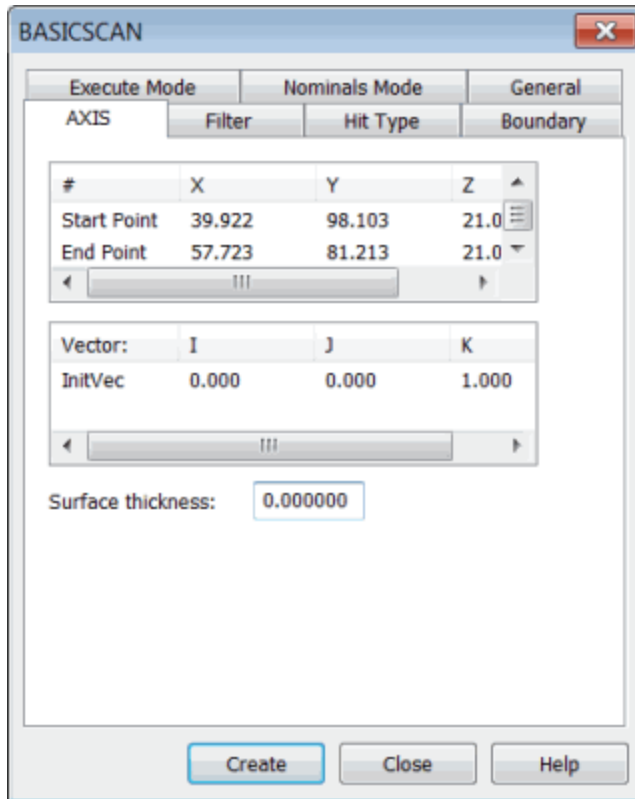 BASICSCAN
Execute Mode Nominals Mode General
AXIS Filter Hit Type Boundary
# X Y Z
Start Point 39.922 98.103 21.0
End Point 57.723 81.213 21.0
Vector: I J K
InitVec 0.000 0.000 1.000
Surface thickness: 0.000000
Create Close Help